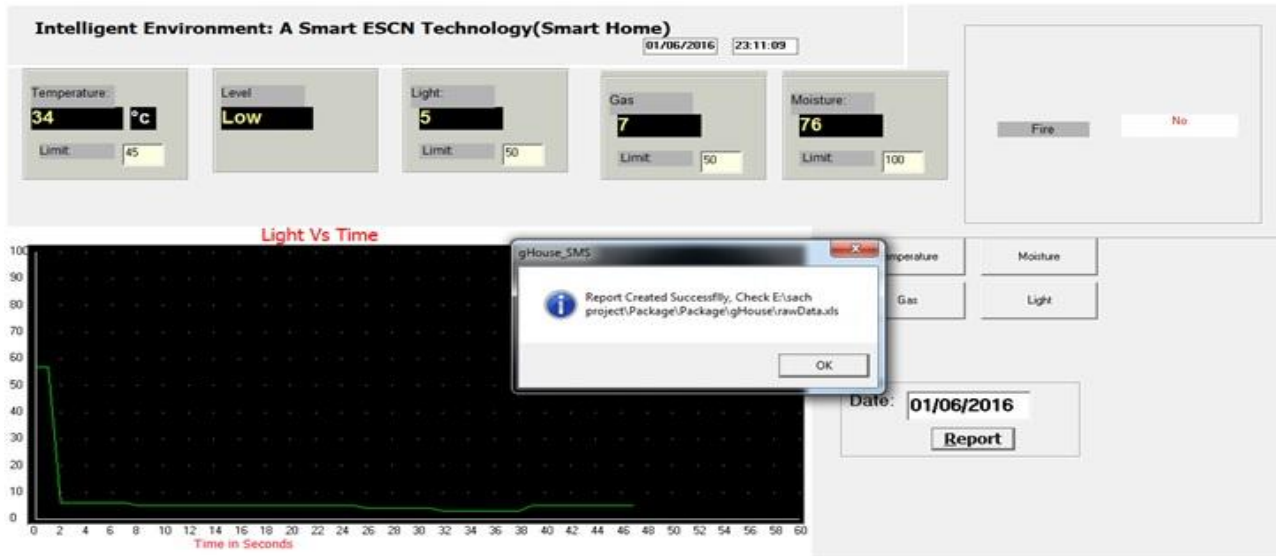 Intelligent Environment: A Smart ESCN Technology(Smart Home)
01/06/2016 23:11:09
Temperature:
34 °c
Limit: 45
Level
Low
Light:
5
Limit: 50
Gas
7
Limit: 50
Moisture:
76
Limit: 100
Fire No
Light Vs Time
100
90
80
70
60
50
40
30
20
10
0
0 2 4 6 8 10 12 14 16 18 20 22 24 26 28 30 32 34 36 38 40 42 44 46 48 50 52 54 56 58 60
Time in Seconds
gHouse_SMS
Report Created Successflly, Check E:\sach
project\Package\Package\gHouse\rawData.xls
OK
emperature Moisture
Gas Light
Date: 01/06/2016
Report